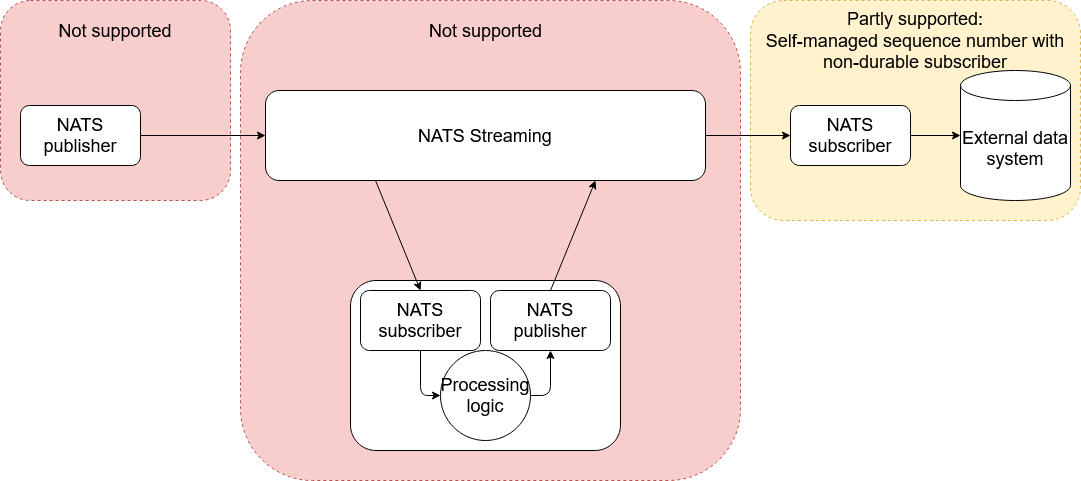 Not supported
NATS
publisher
Not supported
NATS Streaming
NATS
subscriber
NATS
publisher
Processing
logic
Partly supported:
Self-managed sequence number with
non-durable subscriber
NATS
subscriber
External data
system